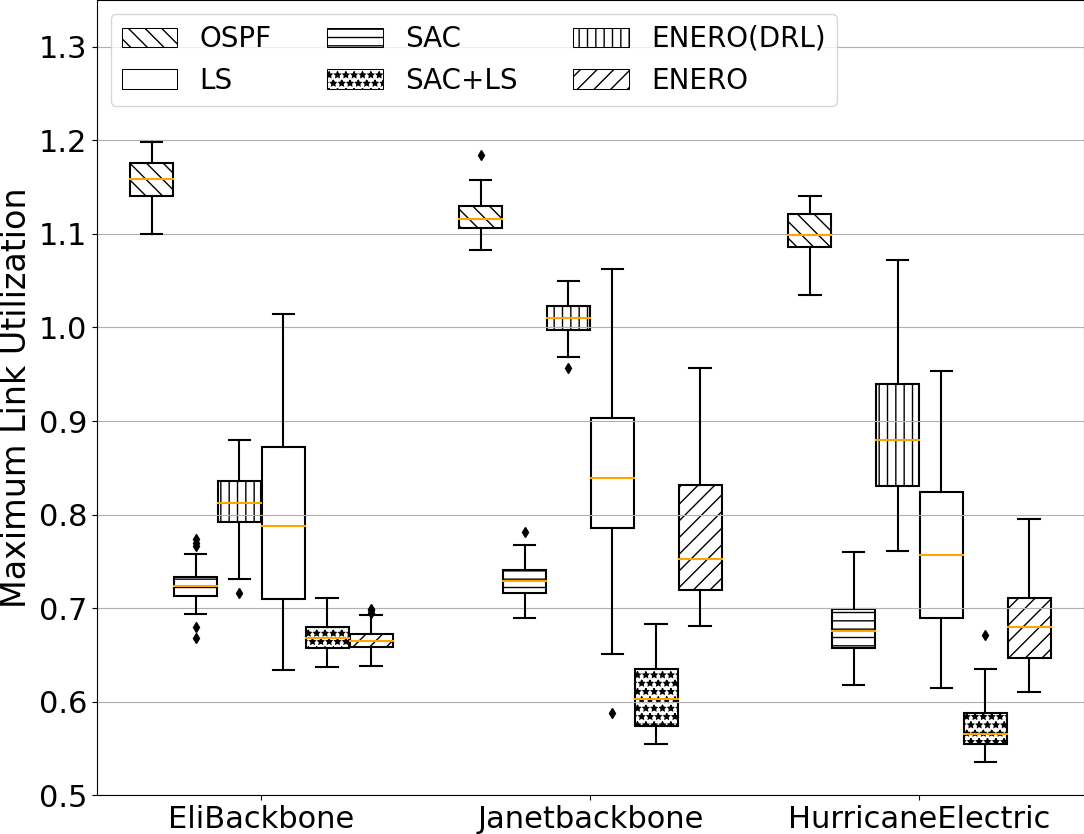 OSPF SAC ENERO(DRL)
LS SAC+LS ENERO
Maximum Link Utilization
1.3
1.2
1.1
1.0
0.9
0.8
0.7
0.6
0.5
EliBackbone Janetbackbone HurricaneElectric